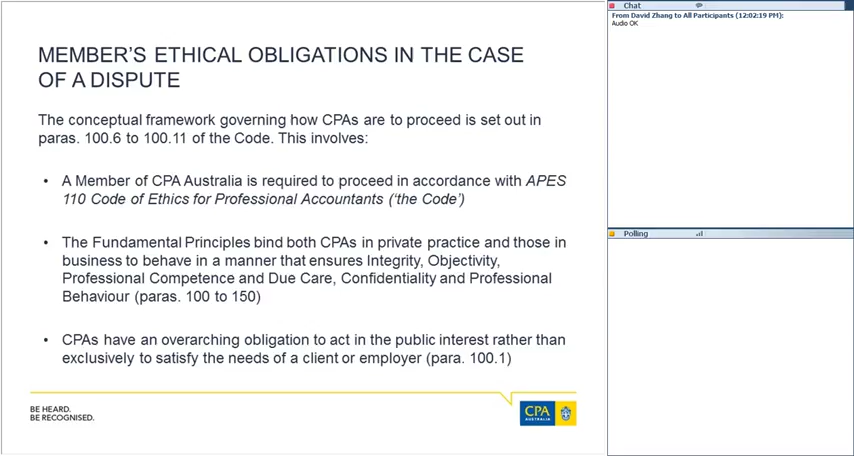 MEMBER'S ETHICAL OBLIGATIONS IN THE CASE
OF A DISPUTE
The conceptual framework governing how CPAs are to proceed is set out in
paras. 100.6 to 100.11 of the Code. This involves:
• A Member of CPA Australia is required to proceed in accordance with APES
110 Code of Ethics for Professional Accountants ('the Code')
• The Fundamental Principles bind both CPAs in private practice and those in
business to behave in a manner that ensures Integrity, Objectivity,
Professional Competence and Due Care, Confidentiality and Professional
Behaviour (paras. 100 to 150)
• CPAs have an overarching obligation to act in the public interest rather than
exclusively to satisfy the needs of a client or employer (para. 100.1)
BE HEARD.
BE RECOGNISED.
CPA
AUSTRALIA
Chat
From David Zhang to All Participants (12:02:19 PM):
Audio OK
Polling